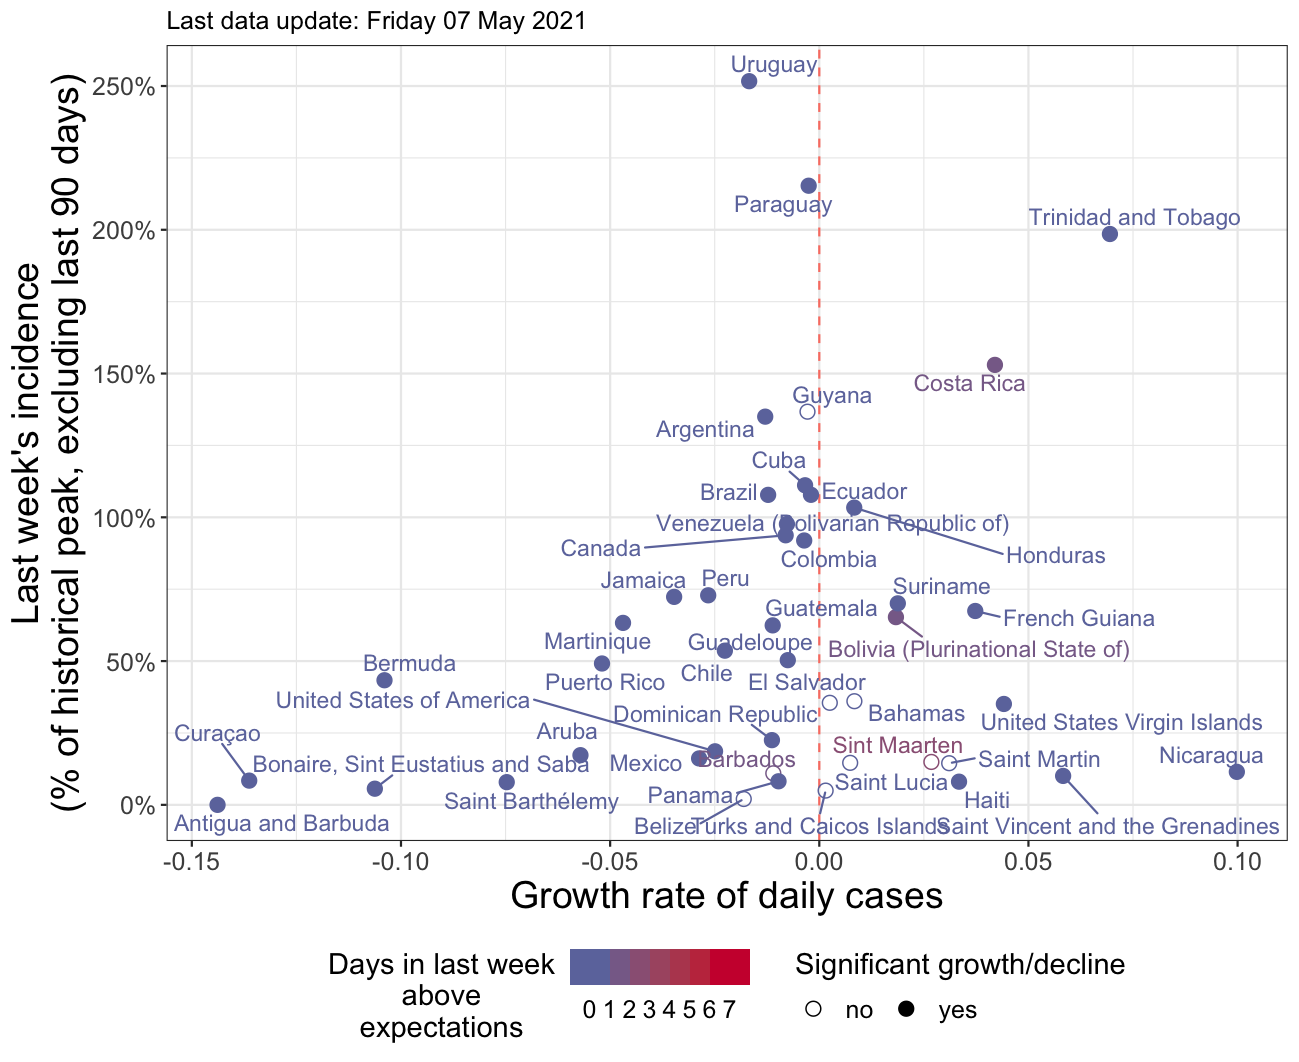 Last data update: Friday 07 May 2021
Last week's incidence
(% of historical peak, excluding last 90 days)
250%
200%
150%
100%
50%
0%
Uruguay
Paraguay
Trinidad and Tobago
Costa Rica
Guyana
Argentina
Cuba
Brazil
Ecuador
Venezuela (Bolivarian Republic of)
Canada
Honduras
Colombia
Jamaica
Peru
Suriname
Guatemala
French Guiana
Martinique
Guadeloupe
Bolivia (Plurinational State of)
Bermuda
Chile
Puerto Rico
El Salvador
United States of America
Dominican Republic
Bahamas
United States Virgin Islands
Curaçao
Aruba
Sint Maarten
Bonaire, Sint Eustatius and Saba
Mexico
Barbados
Saint Martin
Nicaragua
Saint Lucia
Saint Barthélemy
Panama
Haiti
Antigua and Barbuda
Belize
Turks and Caicos Islands
Saint Vincent and the Grenadines
-0.15
-0.10
-0.05
0.00
0.05
0.10
Growth rate of daily cases
Days in last week
above
expectations
0 1 2 3 4 5 6 7
Significant growth/decline
no
yes